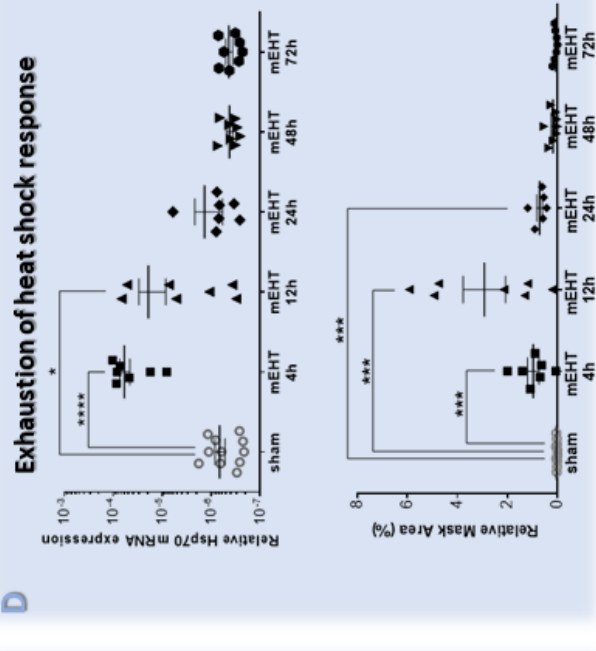 D
Exhaustion of heat shock response
Relative Hsp70 mRNA expression
10⁻³
10⁻⁴
10⁻⁵
10⁻⁶
10⁻⁷
*
****
sham
mEHT 4h
mEHT 12h
mEHT 24h
mEHT 48h
mEHT 72h
Relative Mask Area (%)
8
6
4
2
0
***
***
***
sham
mEHT 4h
mEHT 12h
mEHT 24h
mEHT 48h
mEHT 72h